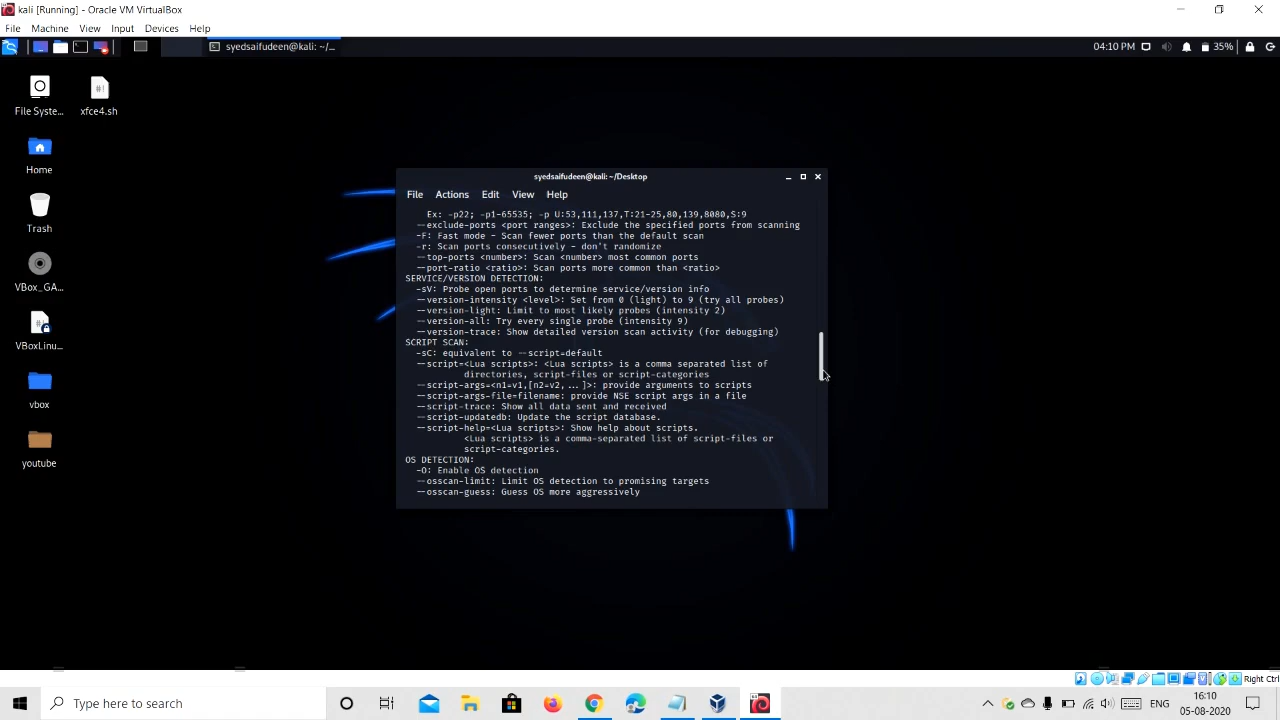 kali [Running] - Oracle VM VirtualBox
File Machine View Input Devices Help
syedsaifudeen@kali: ~/...
04:10 PM
35%
File Syste...
xfce4.sh
Home
Trash
VBox_GA...
VBoxLinu...
vbox
youtube
syedsaifudeen@kali: ~/Desktop
File Actions Edit View Help
Ex: -p22; -p1-65535; -p U:53,111,137,T:21-25,80,139,8080,S:9
--exclude-ports <port ranges>: Exclude the specified ports from scanning
-F: Fast mode - Scan fewer ports than the default scan
-r: Scan ports consecutively - don't randomize
--top-ports <number>: Scan <number> most common ports
--port-ratio <ratio>: Scan ports more common than <ratio>
SERVICE/VERSION DETECTION:
-sV: Probe open ports to determine service/version info
--version-intensity <level>: Set from 0 (light) to 9 (try all probes)
--version-light: Limit to most likely probes (intensity 2)
--version-all: Try every single probe (intensity 9)
--version-trace: Show detailed version scan activity (for debugging)
SCRIPT SCAN:
-sC: equivalent to --script=default
--script=<Lua scripts>: <Lua scripts> is a comma separated list of
directories, script-files or script-categories
--script-args=<n1=v1,[n2=v2,...]>: provide arguments to scripts
--script-args-file=filename: provide NSE script args in a file
--script-trace: Show all data sent and received
--script-updatedb: Update the script database.
--script-help=<Lua scripts>: Show help about scripts.
<Lua scripts> is a comma-separated list of script-files or
script-categories.
OS DETECTION:
-O: Enable OS detection
--osscan-limit: Limit OS detection to promising targets
--osscan-guess: Guess OS more aggressively
Right Ctrl
Type here to search
ENG
16:10
05-08-2020